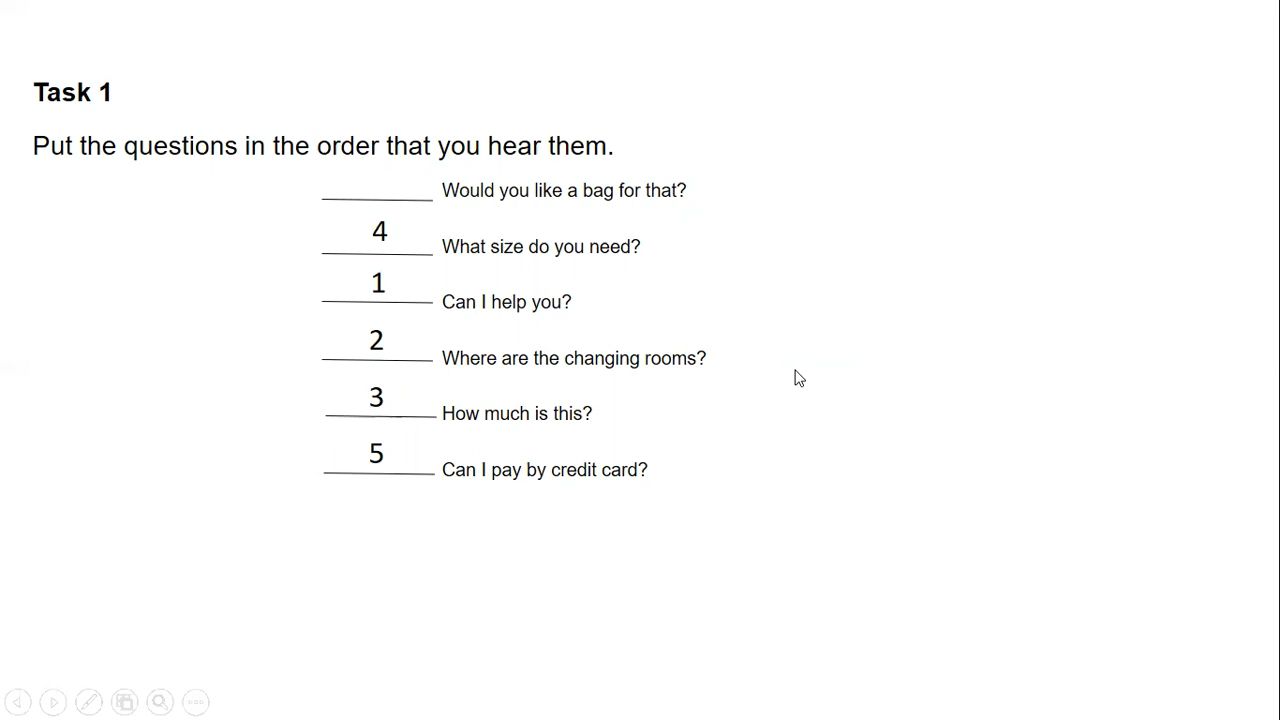 Task 1
Put the questions in the order that you hear them.
________ Would you like a bag for that?
4 What size do you need?
1 Can I help you?
2 Where are the changing rooms?
3 How much is this?
5 Can I pay by credit card?